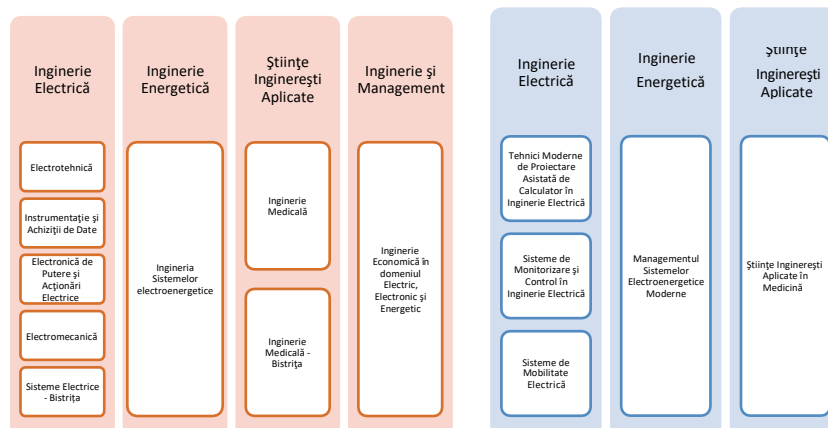 Inginerie
Electrică
Electrotehnică
Instrumentaţie şi
Achiziţii de Date
Electronică de
Putere şi
Acţionări
Electrice
Electromecanică
Sisteme Electrice
- Bistriţa
Inginerie
Energetică
Ingineria
Sistemelor
electroenergetice
Ştiinţe
Inginereşti
Aplicate
Inginerie
Medicală
Inginerie
Medicală -
Bistriţa
Inginerie şi
Management
Inginerie
Economică în
domeniul
Electric,
Electronic şi
Energetic
Inginerie
Electrică
Tehnici Moderne
de Proiectare
Asistată de
Calculator în
Inginerie Electrică
Sisteme de
Monitorizare şi
Control în
Inginerie Electrică
Sisteme de
Mobilitate
Electrică
Inginerie
Energetică
Managementul
Sistemelor
Electroenergetice
Moderne
Ştiinţe
Inginereşti
Aplicate
Ştiinţe Inginereşti
Aplicate în
Medicină